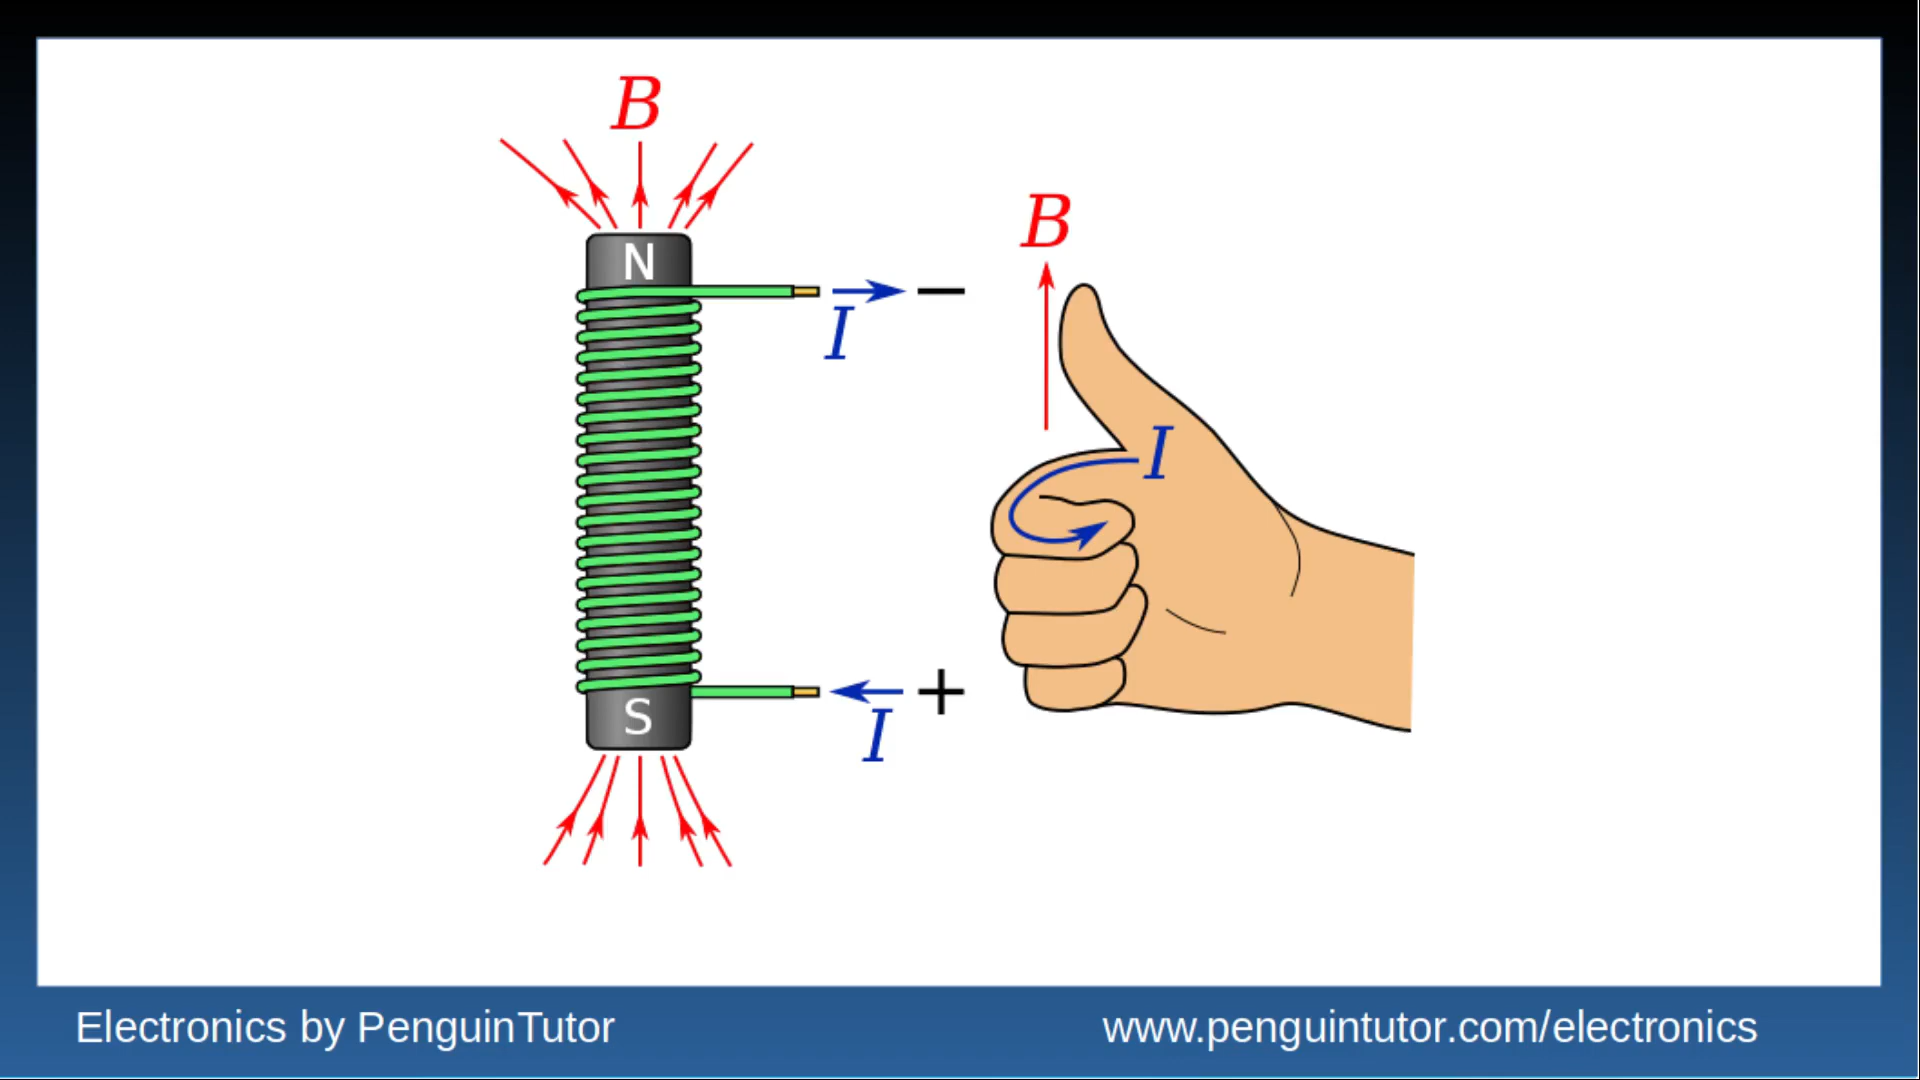 B
N
I
−
B
I
S
I
+
Electronics by PenguinTutor
www.penguintutor.com/electronics